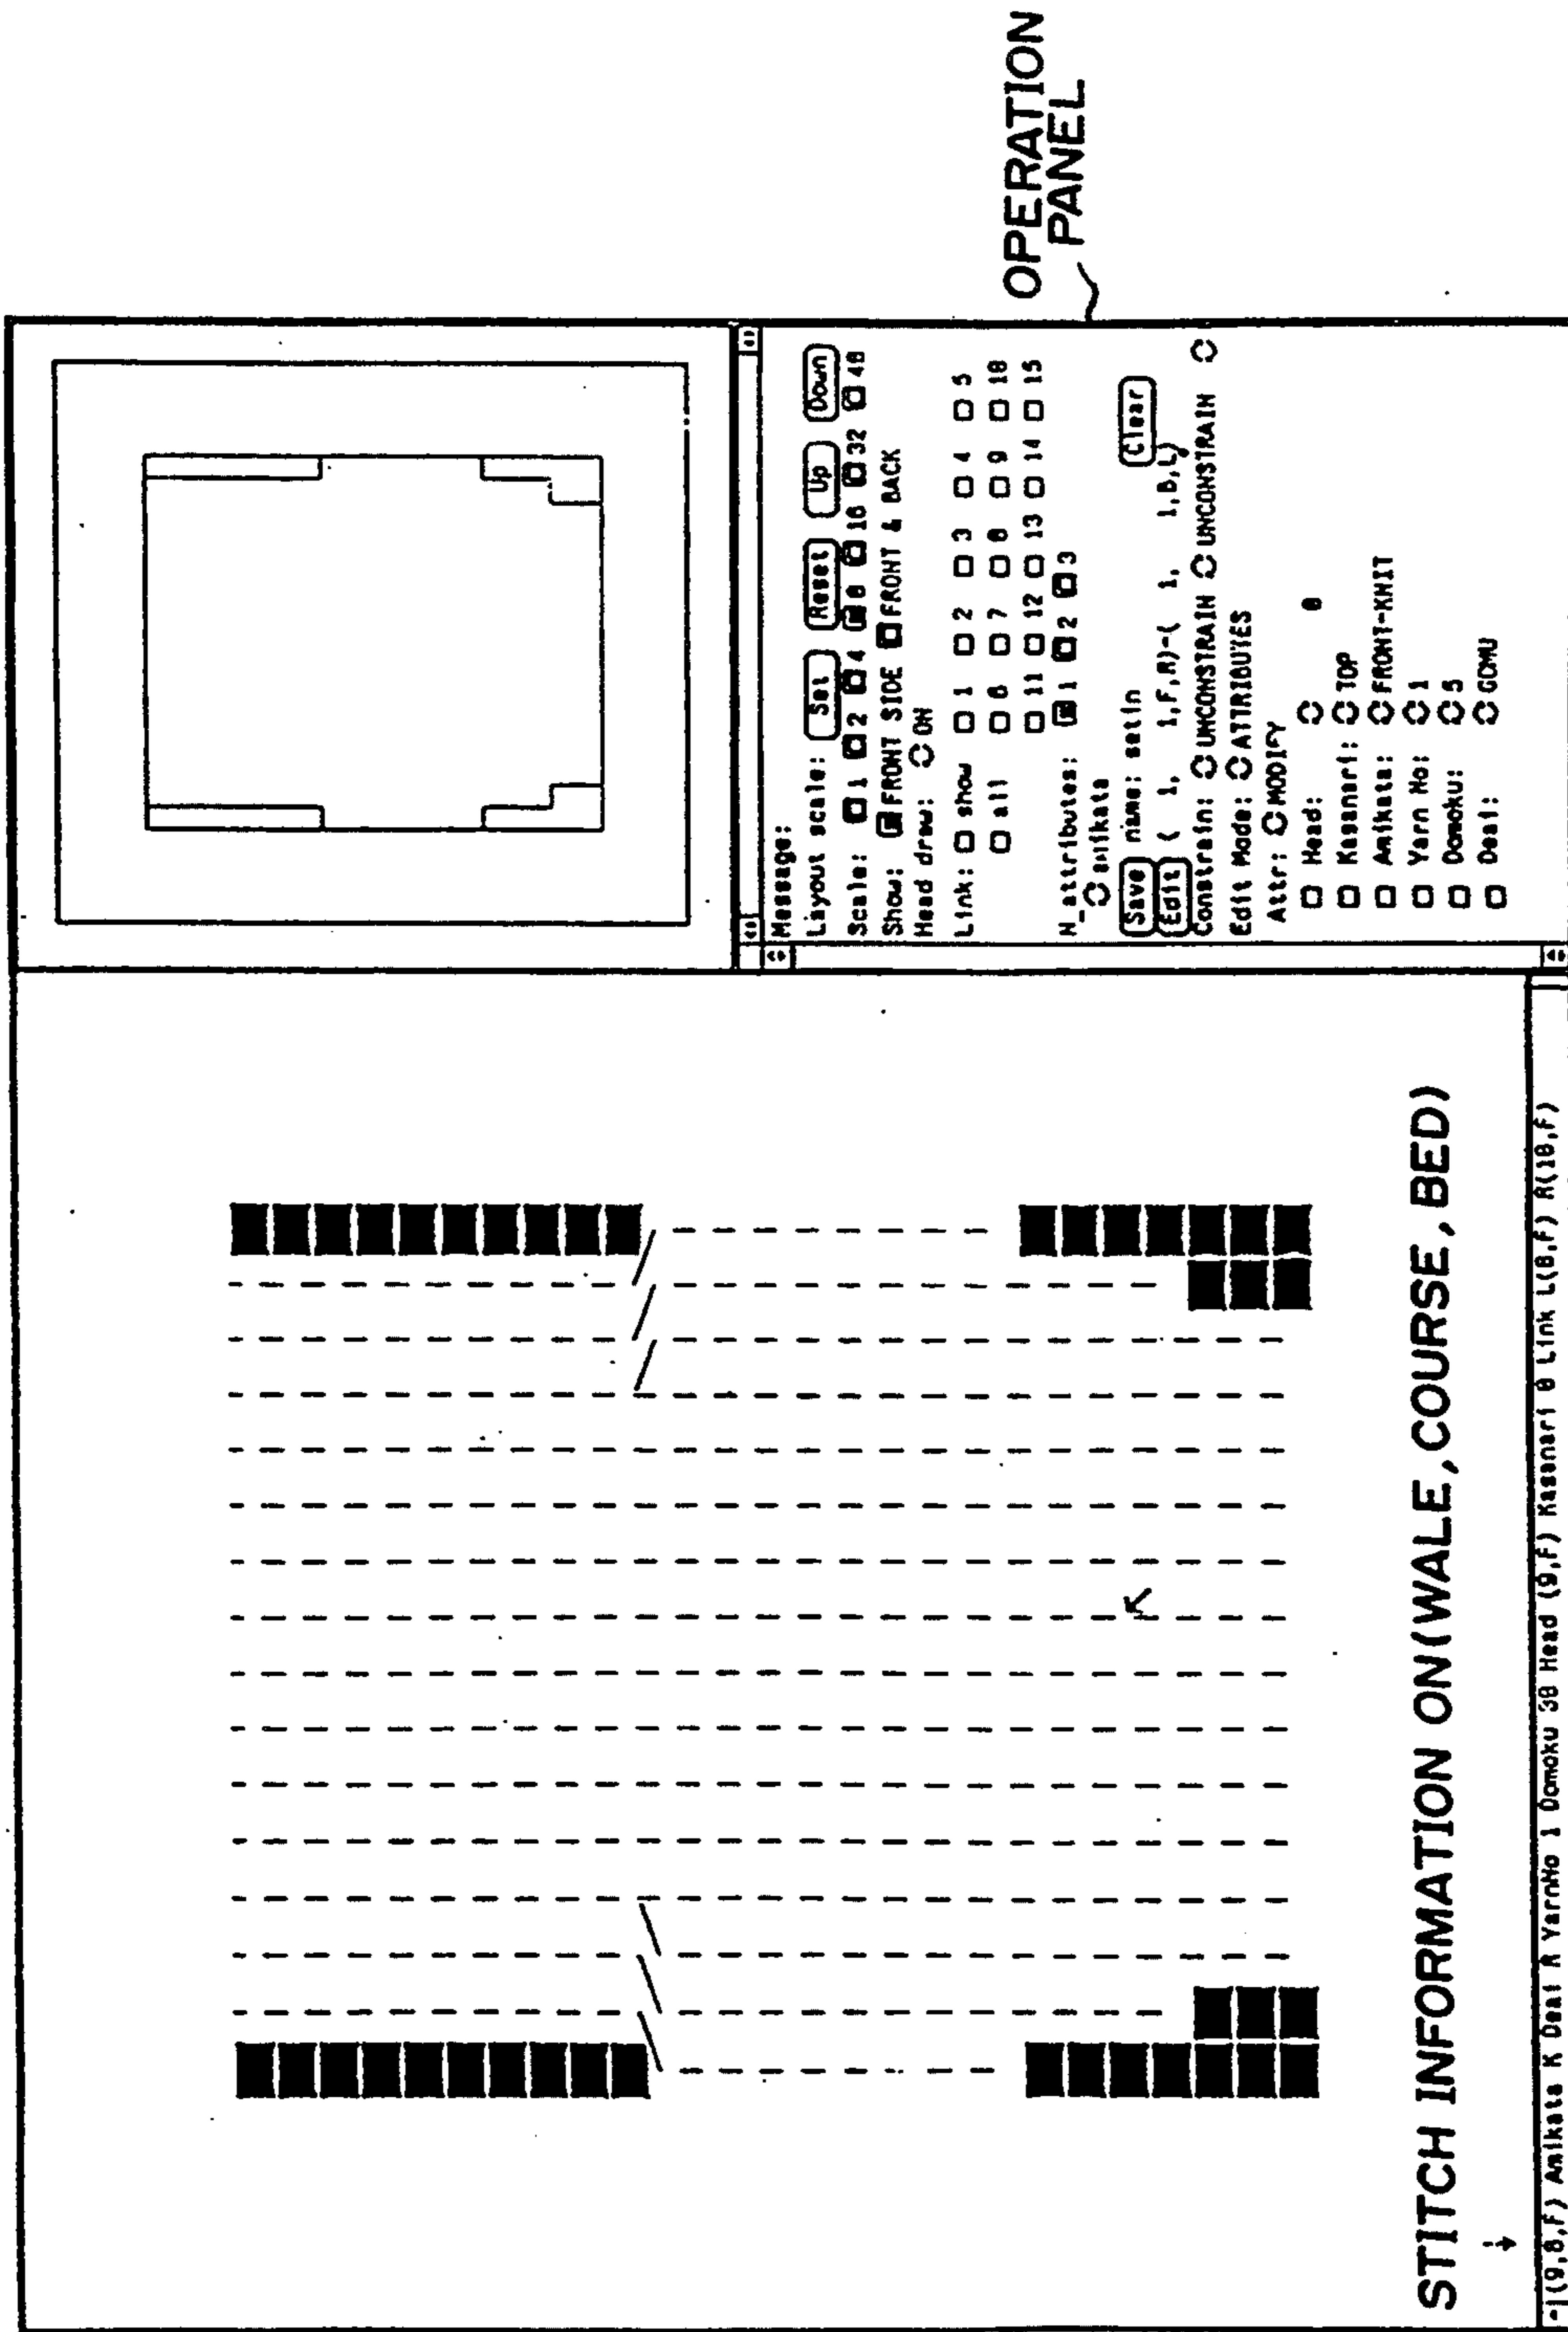 OPERATION
PANEL
Message:
Layout scale: Set Reset Up Down
Scale: 1 2 4 8 16 32 48
Show: FRONT SIDE FRONT & BACK
Head draw: ON
Link: show 1 2 3 4 5
all 6 7 8 9 10
11 12 13 14 15
N_attributes: 1 2 3
amikata
Save name: setin Clear
Edit ( 1, 1,F,R)-( 1, 1,B,L)
Constrain: UNCONSTRAIN UNCONSTRAIN
Edit Mode: ATTRIBUTES
Attr: MODIFY
Head: 0
Kasanari: TOP
Amikata: FRONT-KNIT
Yarn No: 1
Domoku: 5
Deai: GOMU
STITCH INFORMATION ON(WALE,COURSE,BED)
(9,8,F) Amikata K Deai R YarnNo 1 Domoku 30 Head (9,F) Kasanari 0 Link L(8,F) R(10,F)